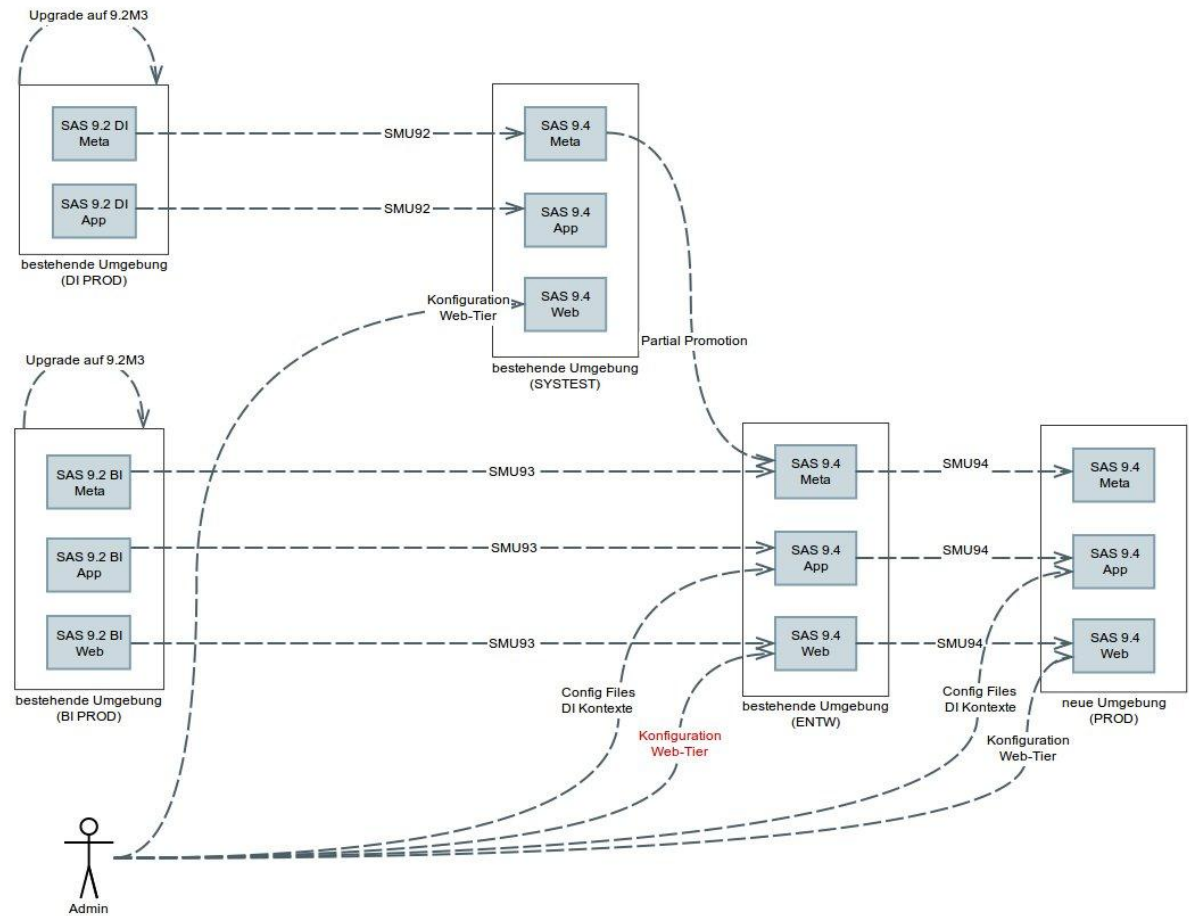 Upgrade auf 9.2M3
SAS 9.2 DI
Meta
SAS 9.2 DI
App
bestehende Umgebung
(DI PROD)
SMU92
SMU92
SAS 9.4
Meta
SAS 9.4
App
SAS 9.4
Web
Konfiguration
Web-Tier
bestehende Umgebung
(SYSTEST)
Partial Promotion
Upgrade auf 9.2M3
SAS 9.2 BI
Meta
SAS 9.2 BI
App
SAS 9.2 BI
Web
bestehende Umgebung
(BI PROD)
SMU93
SMU93
SMU93
SAS 9.4
Meta
SAS 9.4
App
SAS 9.4
Web
bestehende Umgebung
(ENTW)
SMU94
SMU94
SMU94
SAS 9.4
Meta
SAS 9.4
App
SAS 9.4
Web
neue Umgebung
(PROD)
Config Files
DI Kontexte
Konfiguration
Web-Tier
Config Files
DI Kontexte
Konfiguration
Web-Tier
Admin